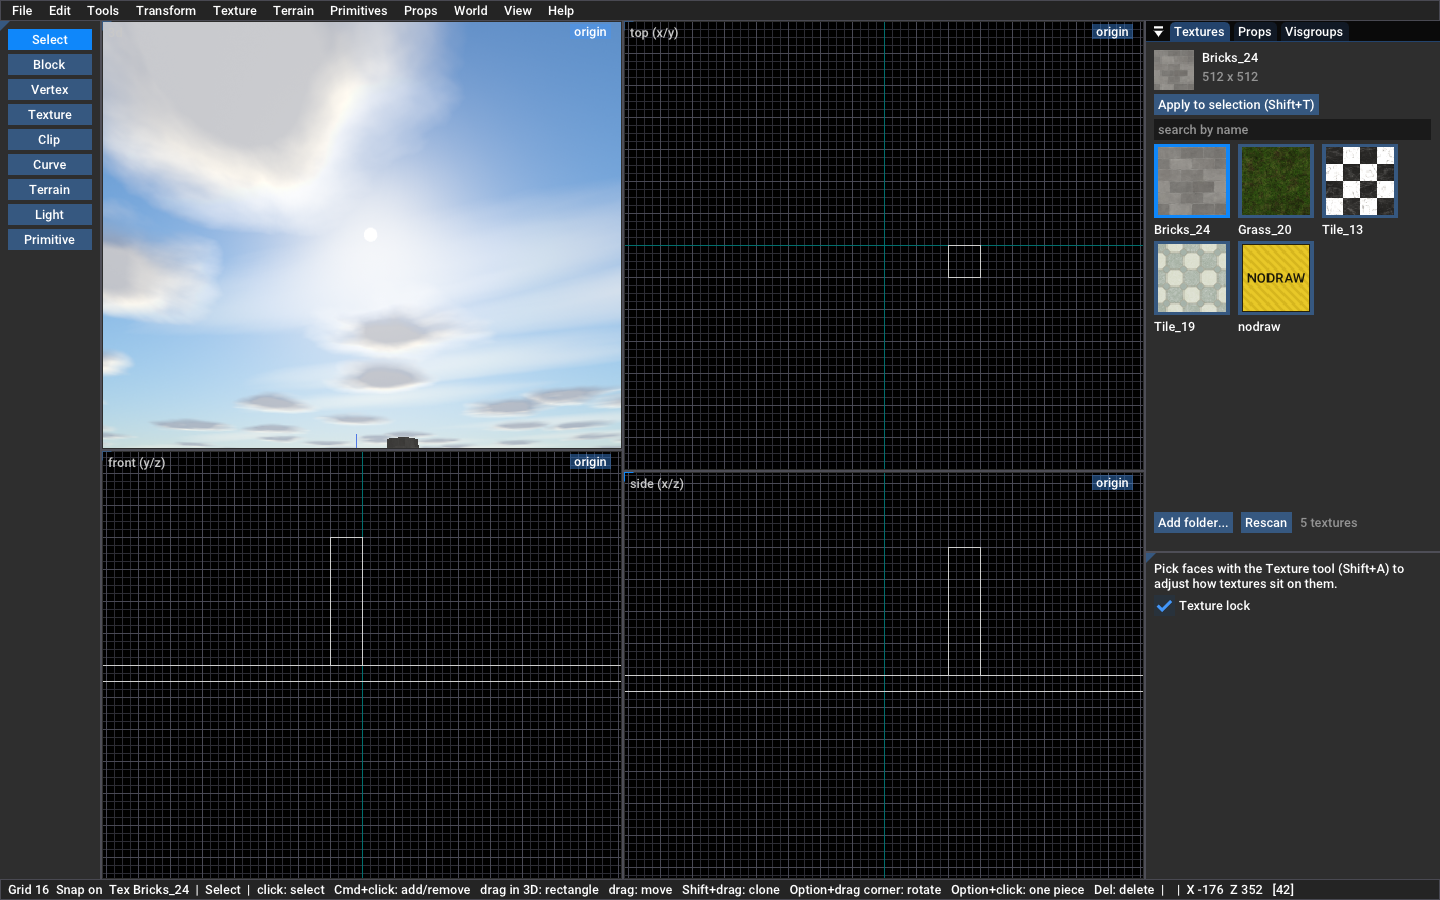 File Edit Tools Transform Texture Terrain Primitives Props World View Help
Select
Block
Vertex
Texture
Clip
Curve
Terrain
Light
Primitive
origin
top (x/y)
origin
front (y/z)
origin
side (x/z)
origin
Textures Props Visgroups
Bricks_24
512 x 512
Apply to selection (Shift+T)
search by name
Bricks_24 Grass_20 Tile_13
NODRAW
Tile_19 nodraw
Add folder... Rescan 5 textures
Pick faces with the Texture tool (Shift+A) to
adjust how textures sit on them.
Texture lock
Grid 16 Snap on Tex Bricks_24 | Select | click: select Cmd+click: add/remove drag in 3D: rectangle drag: move Shift+drag: clone Option+drag corner: rotate Option+click: one piece Del: delete | | X -176 Z 352 [42]